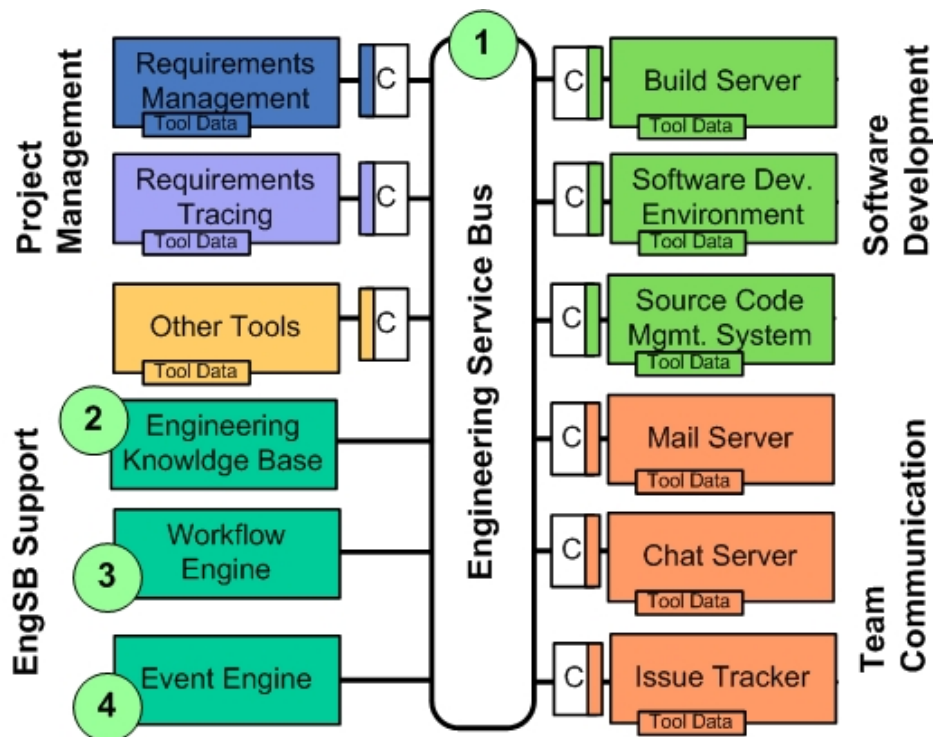 Project
Management
Requirements
Management
Tool Data
C
Requirements
Tracing
Tool Data
C
Other Tools
Tool Data
C
EngSB Support
2
Engineering
Knowldge Base
3
Workflow
Engine
4
Event Engine
1
Engineering Service Bus
C
Build Server
Tool Data
C
Software Dev.
Environment
Tool Data
C
Source Code
Mgmt. System
Tool Data
Software
Development
C
Mail Server
Tool Data
C
Chat Server
Tool Data
C
Issue Tracker
Tool Data
Team
Communication